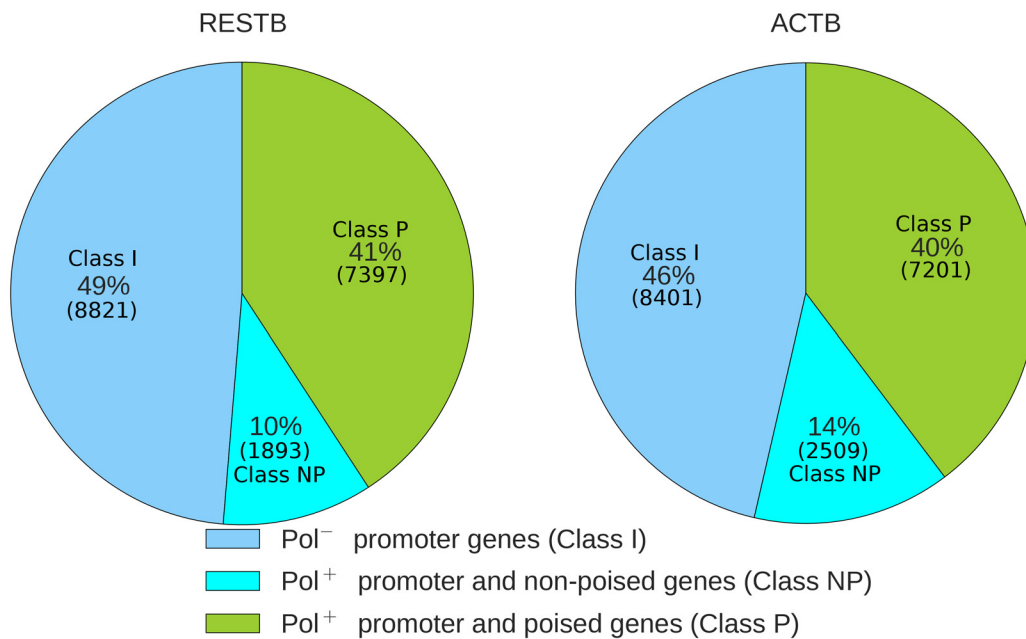 RESTB
ACTB
Class I
49%
(8821)
Class P
41%
(7397)
10%
(1893)
Class NP
Class I
46%
(8401)
Class P
40%
(7201)
14%
(2509)
Class NP
Pol⁻ promoter genes (Class I)
Pol⁺ promoter and non-poised genes (Class NP)
Pol⁺ promoter and poised genes (Class P)